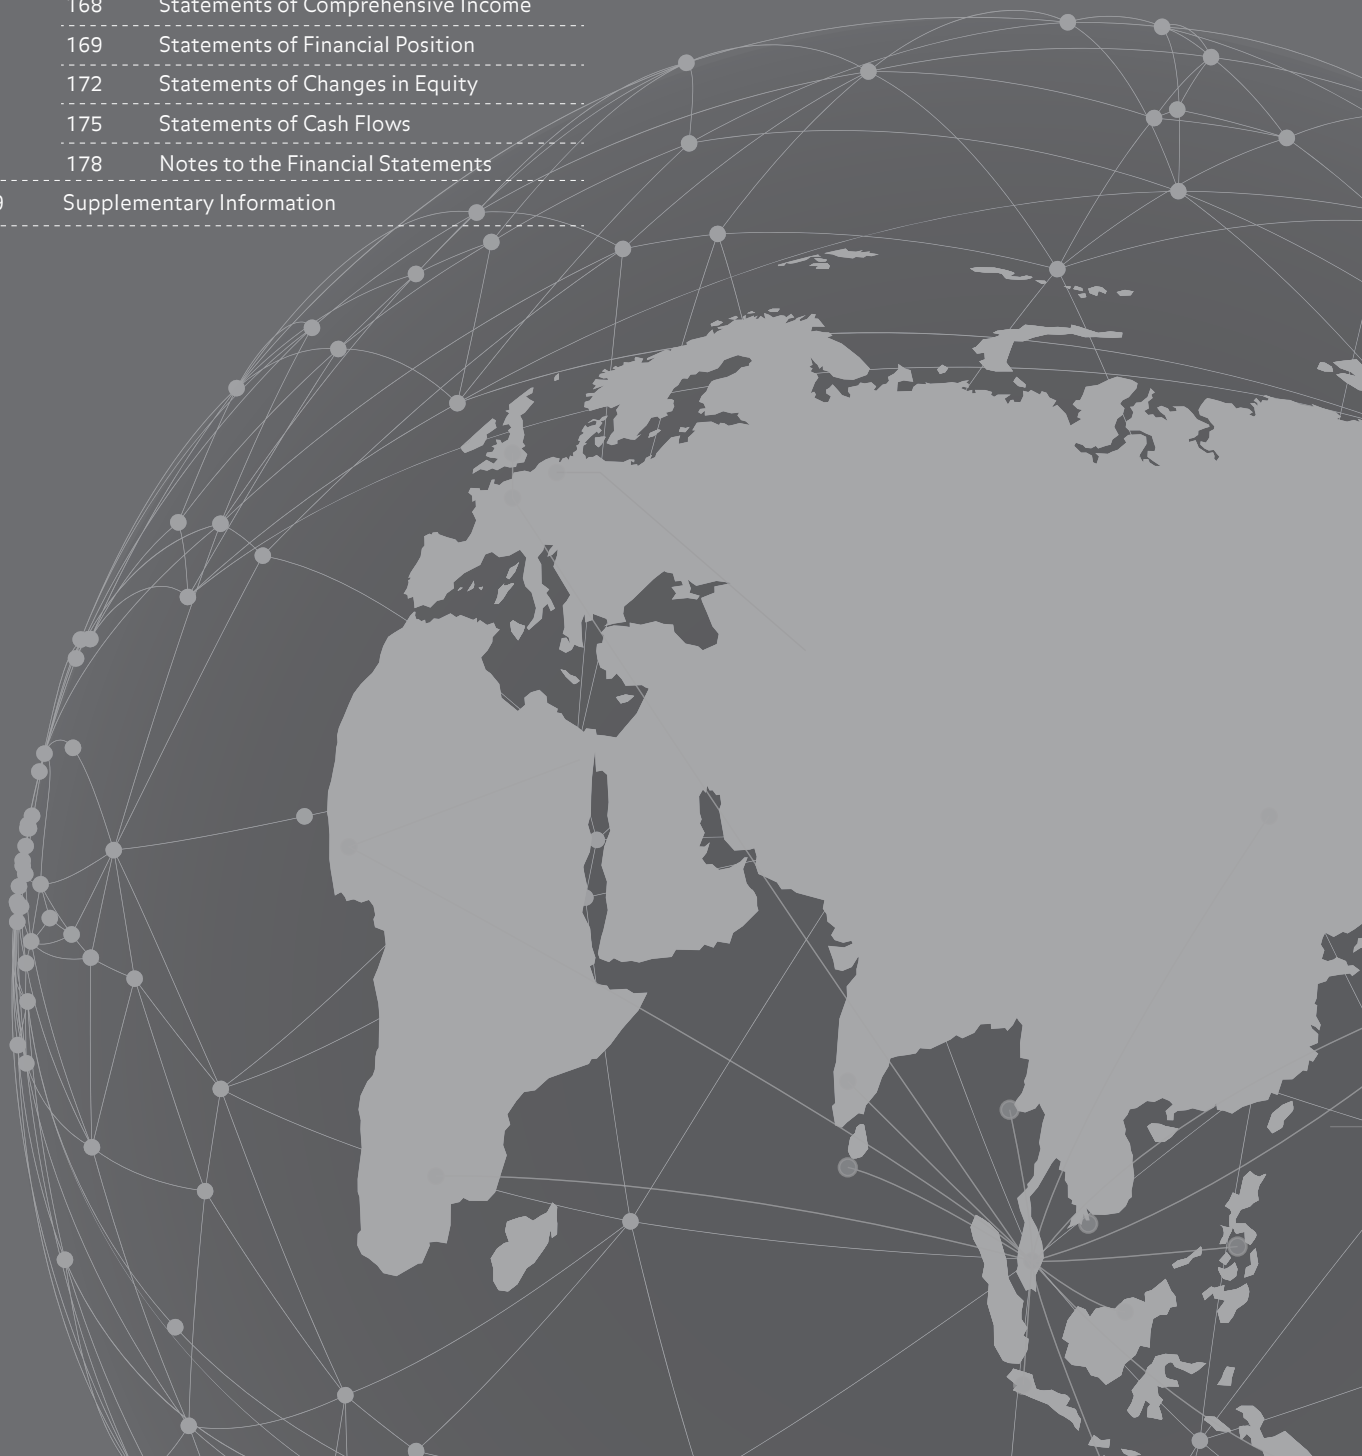 168 Statements of Comprehensive Income
169 Statements of Financial Position
172 Statements of Changes in Equity
175 Statements of Cash Flows
178 Notes to the Financial Statements
9 Supplementary Information